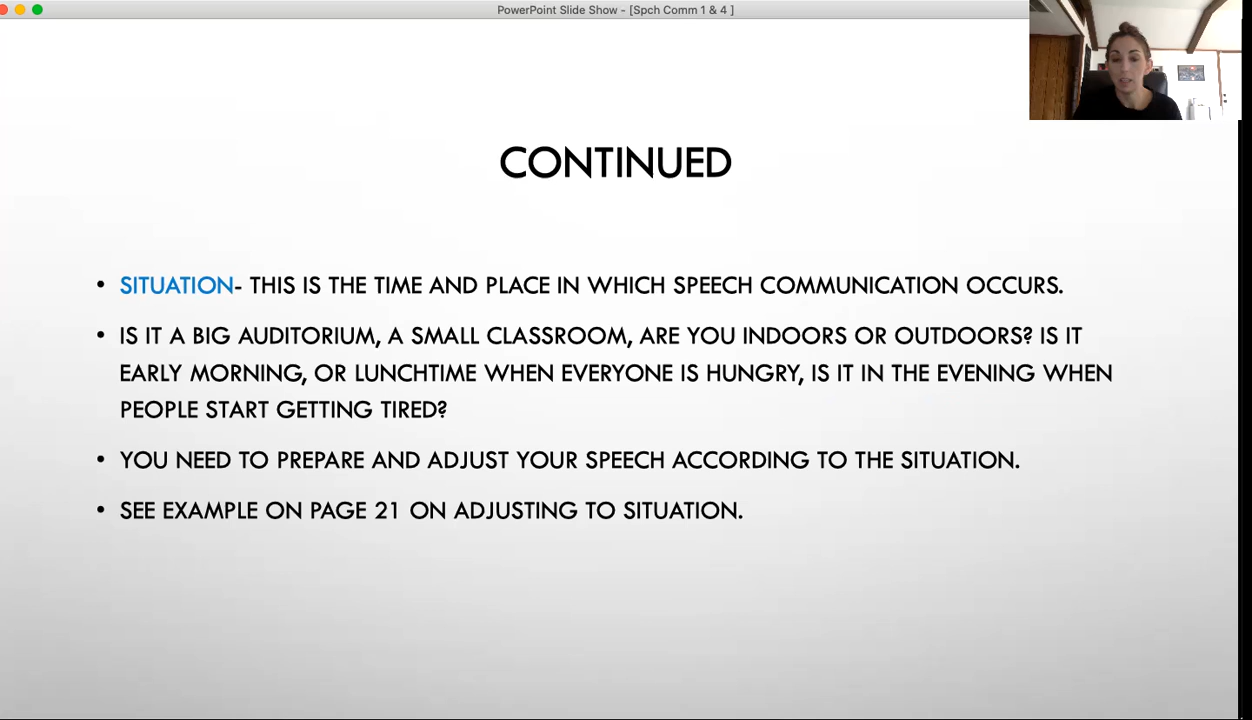 PowerPoint Slide Show - [Spch Comm 1 & 4 ]
CONTINUED
• SITUATION- THIS IS THE TIME AND PLACE IN WHICH SPEECH COMMUNICATION OCCURS.
• IS IT A BIG AUDITORIUM, A SMALL CLASSROOM, ARE YOU INDOORS OR OUTDOORS? IS IT
EARLY MORNING, OR LUNCHTIME WHEN EVERYONE IS HUNGRY, IS IT IN THE EVENING WHEN
PEOPLE START GETTING TIRED?
• YOU NEED TO PREPARE AND ADJUST YOUR SPEECH ACCORDING TO THE SITUATION.
• SEE EXAMPLE ON PAGE 21 ON ADJUSTING TO SITUATION.